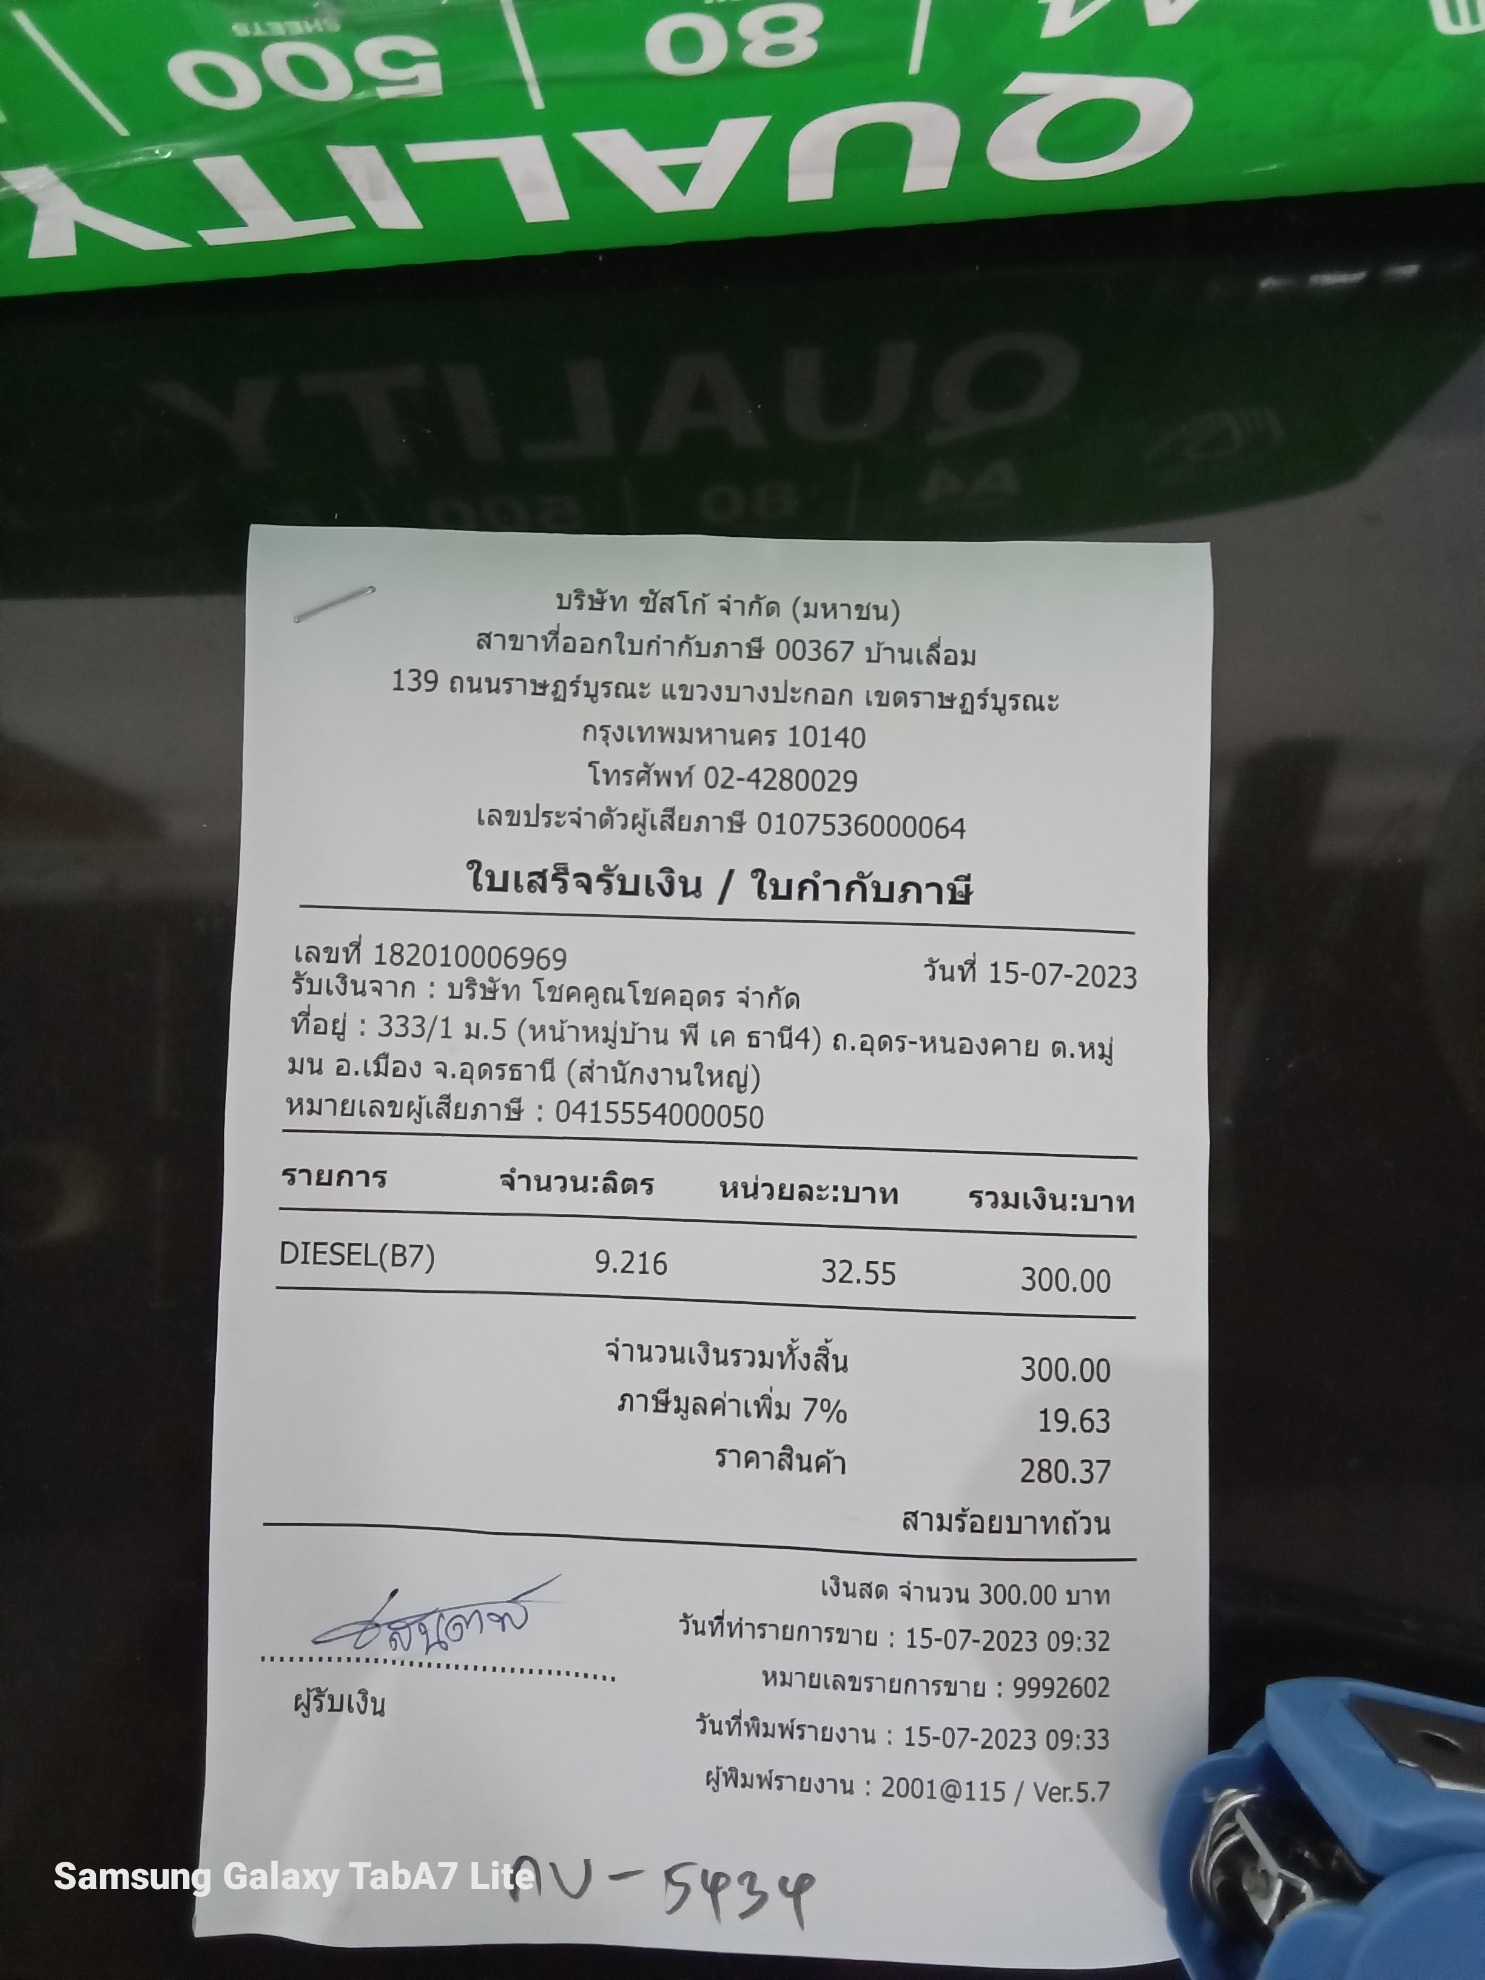 SHEETS
500
80
A4
QUALITY
QUALITY
500
80
A4
บริษัท ซัสโก้ จำกัด (มหาชน)
สาขาที่ออกใบกำกับภาษี 00367 บ้านเลื่อม
139 ถนนราษฎร์บูรณะ แขวงบางปะกอก เขตราษฎร์บูรณะ
กรุงเทพมหานคร 10140
โทรศัพท์ 02-4280029
เลขประจำตัวผู้เสียภาษี 0107536000064
ใบเสร็จรับเงิน / ใบกำกับภาษี
เลขที่ 182010006969 วันที่ 15-07-2023
รับเงินจาก : บริษัท โชคคูณโชคอุดร จำกัด
ที่อยู่ : 333/1 ม.5 (หน้าหมู่บ้าน พี เค ธานี4) ถ.อุดร-หนองคาย ต.หมู่
มน อ.เมือง จ.อุดรธานี (สำนักงานใหญ่)
หมายเลขผู้เสียภาษี : 0415554000050
รายการ จำนวน:ลิตร หน่วยละ:บาท รวมเงิน:บาท
DIESEL(B7) 9.216 32.55 300.00
จำนวนเงินรวมทั้งสิ้น 300.00
ภาษีมูลค่าเพิ่ม 7% 19.63
ราคาสินค้า 280.37
สามร้อยบาทถ้วน
เงินสด จำนวน 300.00 บาท
วันที่ทำรายการขาย : 15-07-2023 09:32
หมายเลขรายการขาย : 9992602
วันที่พิมพ์รายงาน : 15-07-2023 09:33
ผู้พิมพ์รายงาน : 2001@115 / Ver.5.7
ผู้รับเงิน
5434
Samsung Galaxy TabA7 Lite